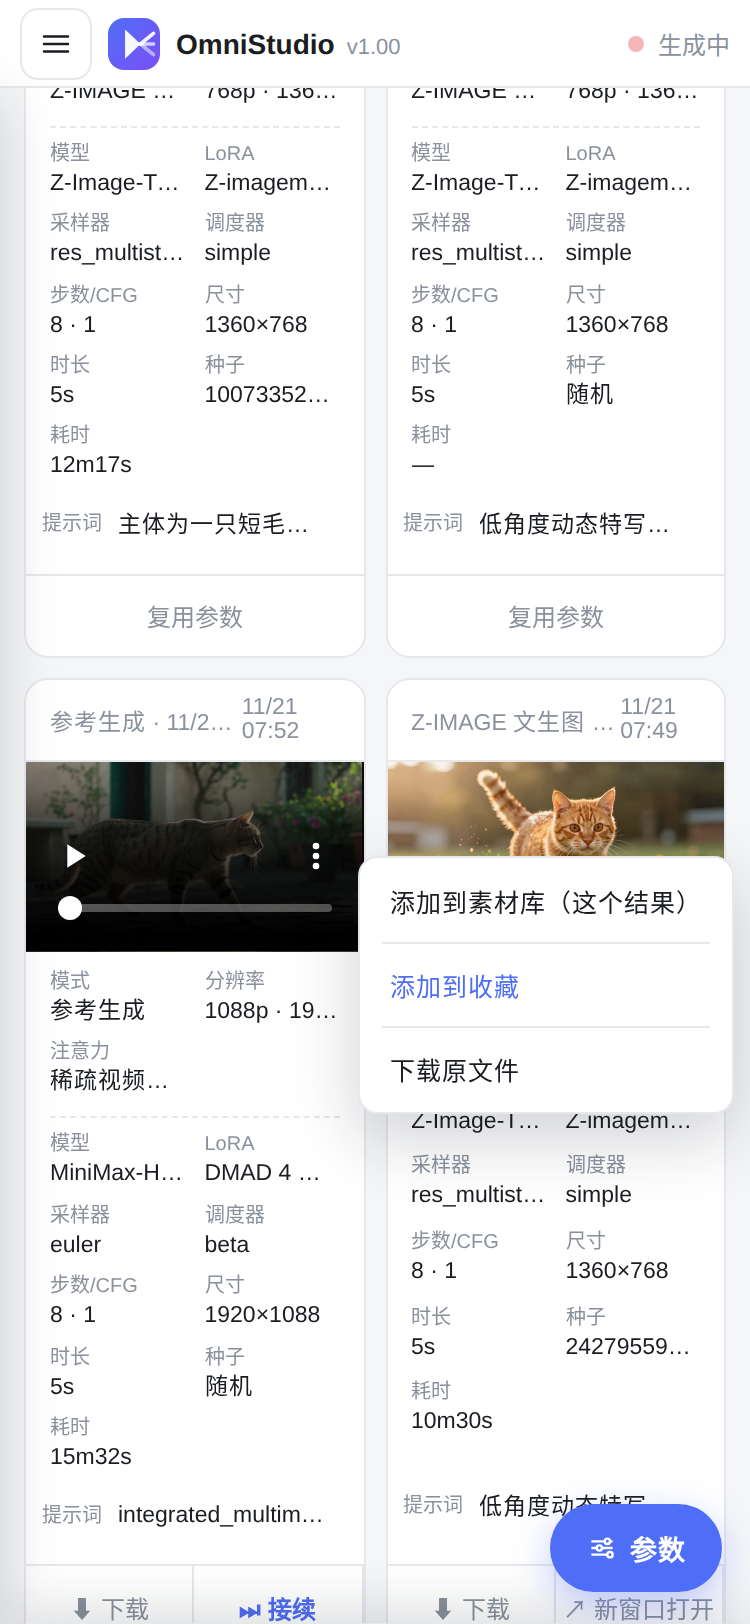 OmniStudio v1.00 生成中
Z-IMAGE … 768p · 136…
模型 LoRA
Z-Image-T… Z-imagem…
采样器 调度器
res_multist… simple
步数/CFG 尺寸
8 · 1 1360×768
时长 种子
5s 10073352…
耗时
12m17s
提示词 主体为一只短毛…
复用参数
Z-IMAGE … 768p · 136…
模型 LoRA
Z-Image-T… Z-imagem…
采样器 调度器
res_multist… simple
步数/CFG 尺寸
8 · 1 1360×768
时长 种子
5s 随机
耗时
—
提示词 低角度动态特写…
复用参数
参考生成 · 11/2… 11/21
07:52
模式 分辨率
参考生成 1088p · 19…
注意力
稀疏视频…
模型 LoRA
MiniMax-H… DMAD 4 …
采样器 调度器
euler beta
步数/CFG 尺寸
8 · 1 1920×1088
时长 种子
5s 随机
耗时
15m32s
提示词 integrated_multim…
下载 接续
Z-IMAGE 文生图 … 11/21
07:49
添加到素材库（这个结果）
添加到收藏
下载原文件
Z-Image-T… Z-imagem…
采样器 调度器
res_multist… simple
步数/CFG 尺寸
8 · 1 1360×768
时长 种子
5s 24279559…
耗时
10m30s
提示词 低角度动态特写…
参数
下载 新窗口打开